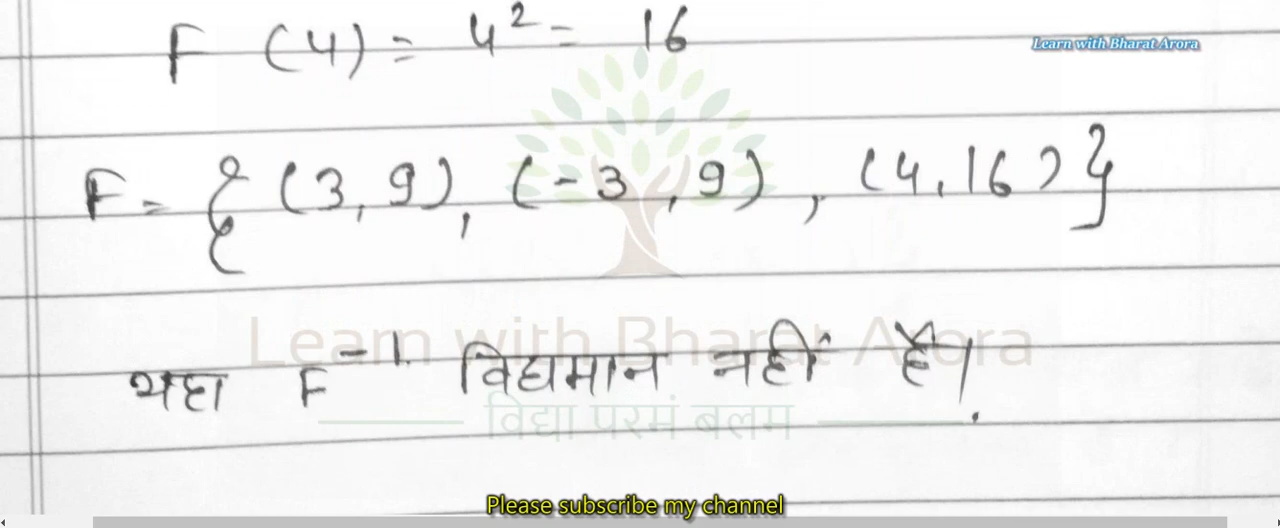 F (4) = 4² = 16
Learn with Bharat Arora
F = { (3, 9), (-3, 9), (4, 16) }
Learn with Bharat Arora
यहा F⁻¹ विद्यमान नहीं है।
विद्या परमं बलम
Please subscribe my channel